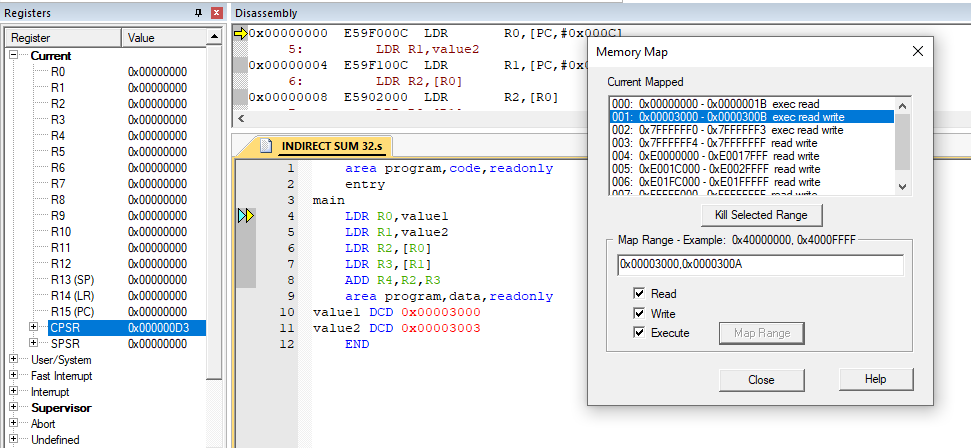 Registers
Register Value
Current
R0 0x00000000
R1 0x00000000
R2 0x00000000
R3 0x00000000
R4 0x00000000
R5 0x00000000
R6 0x00000000
R7 0x00000000
R8 0x00000000
R9 0x00000000
R10 0x00000000
R11 0x00000000
R12 0x00000000
R13 (SP) 0x00000000
R14 (LR) 0x00000000
R15 (PC) 0x00000000
CPSR 0x000000D3
SPSR 0x00000000
User/System
Fast Interrupt
Interrupt
Supervisor
Abort
Undefined
Disassembly
0x00000000 E59F000C LDR R0,[PC,#0x000C]
5: LDR R1,value2
0x00000004 E59F100C LDR R1,[PC,#0x0
6: LDR R2,[R0]
0x00000008 E5902000 LDR R2,[R0]
INDIRECT SUM 32.s
1 area program,code,readonly
2 entry
3 main
4 LDR R0,value1
5 LDR R1,value2
6 LDR R2,[R0]
7 LDR R3,[R1]
8 ADD R4,R2,R3
9 area program,data,readonly
10 value1 DCD 0x00003000
11 value2 DCD 0x00003003
12 END
Memory Map
Current Mapped
000: 0x00000000 - 0x0000001B exec read
001: 0x00003000 - 0x0000300B exec read write
002: 0x7FFFFFF0 - 0x7FFFFFF3 exec read write
003: 0x7FFFFFF4 - 0x7FFFFFFF read write
004: 0xE0000000 - 0xE0017FFF read write
005: 0xE001C000 - 0xE002FFFF read write
006: 0xE01FC000 - 0xE01FFFFF read write
Kill Selected Range
Map Range - Example: 0x40000000, 0x4000FFFF
0x00003000,0x0000300A
Read
Write
Execute
Map Range
Close
Help